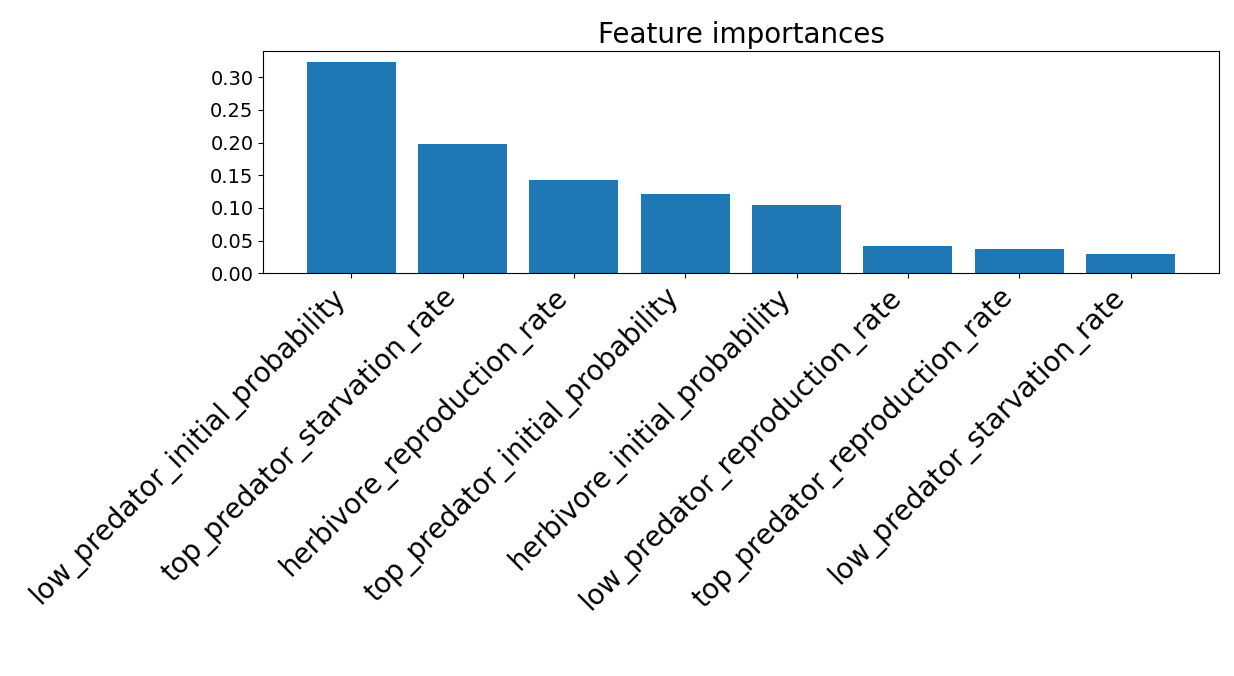 Feature importances
0.30
0.25
0.20
0.15
0.10
0.05
0.00
low_predator_initial_probability
top_predator_starvation_rate
herbivore_reproduction_rate
top_predator_initial_probability
herbivore_initial_probability
low_predator_reproduction_rate
top_predator_reproduction_rate
low_predator_starvation_rate